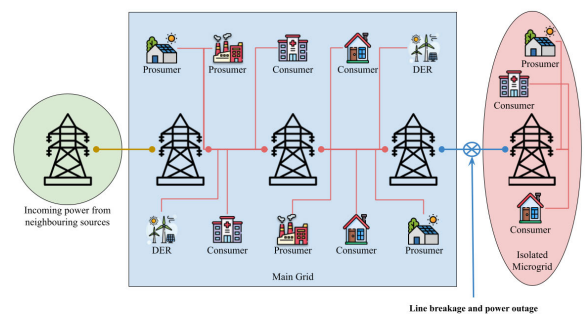 Prosumer
Prosumer
Consumer
Consumer
DER
Prosumer
Consumer
Incoming power from
neighbouring sources
DER
Consumer
Prosumer
Consumer
Prosumer
Consumer
Isolated
Microgrid
Main Grid
Line breakage and power outage